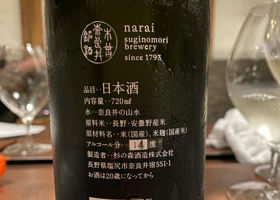 木曽
奈良井
narai
suginomori
brewery
since 1793
品目:日本酒
内容量:720ml
水:奈良井の山水
原料米:長野・安曇野産米
原材料名:米(国産)、米麹(国産米)
アルコール分:14度
製造者:杉の森酒造株式会社
長野県塩尻市奈良井宿551-1
お酒は20歳になってから